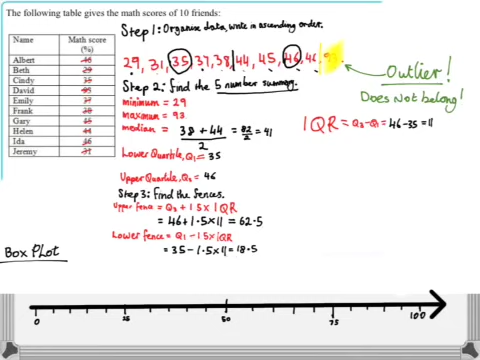 The following table gives the math scores of 10 friends:
Name Math score (%)
Albert 46
Beth 29
Cindy 35
David 93
Emily 37
Frank 38
Gary 45
Helen 44
Ida 46
Jeremy 31
Step 1: Organise data, write in ascending order.
29, 31, 35, 37, 38, 44, 45, 46, 46, 93
Outlier!
Does Not belong!
Step 2: Find the 5 number summary
minimum = 29
maximum = 93
median = 38 + 44 / 2 = 82/2 = 41
IQR = Q3 - Q1 = 46 - 35 = 11
Lower Quartile, Q1 = 35
Upper Quartile, Q3 = 46
Step 3: Find the fences.
Upper fence = Q3 + 1.5 x IQR
= 46 + 1.5 x 11 = 62.5
Lower fence = Q1 - 1.5 x IQR
= 35 - 1.5 x 11 = 18.5
Box Plot
0 25 50 75 100